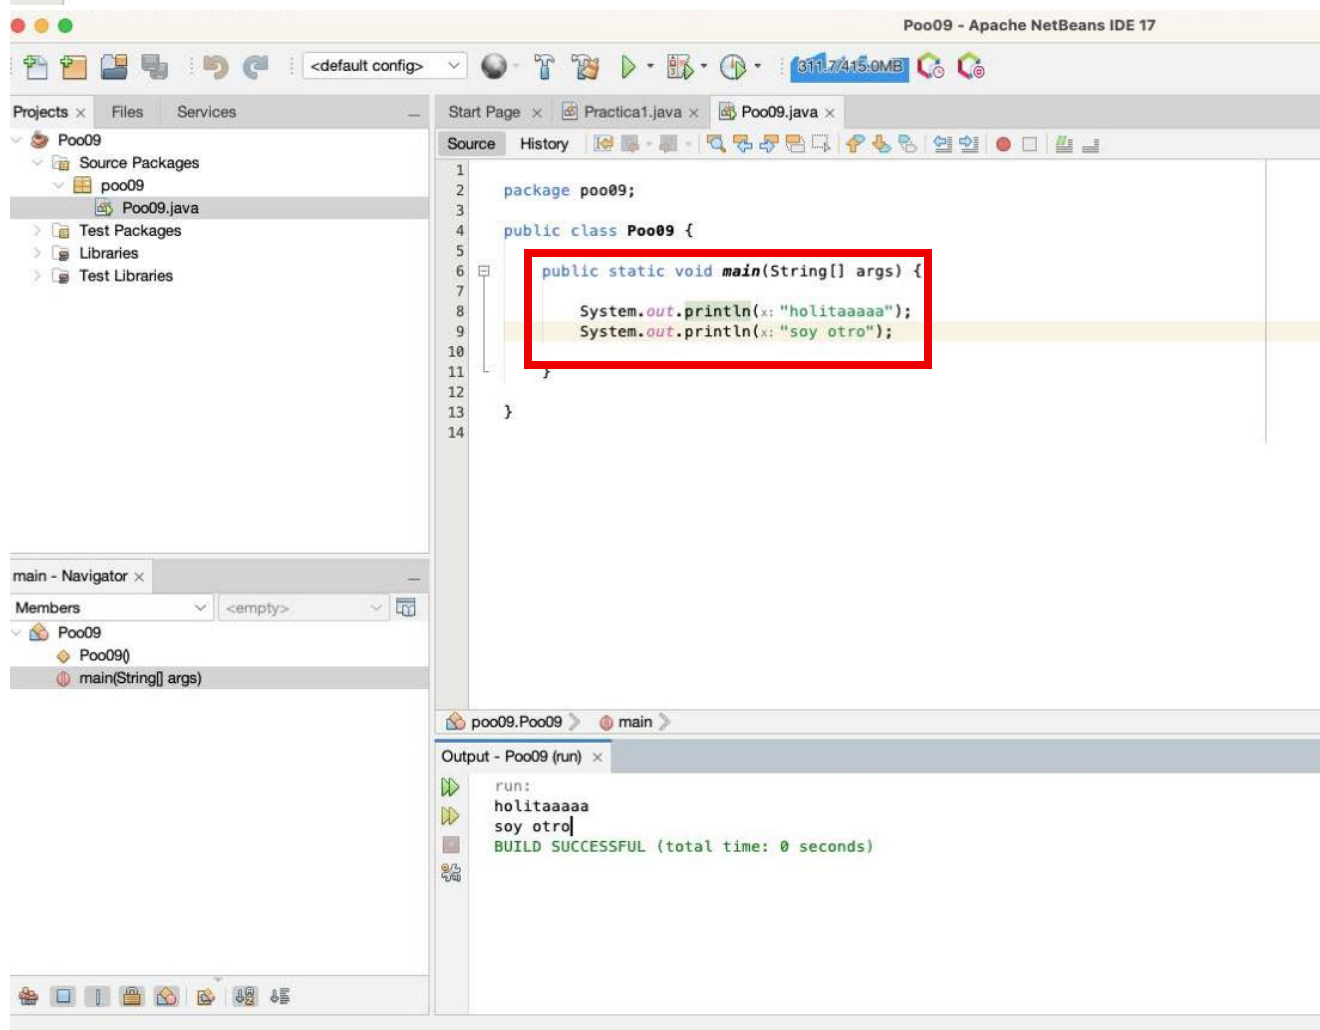 Poo09 - Apache NetBeans IDE 17
<default config>
311.7/415.0MB
Projects Files Services
Poo09
Source Packages
poo09
Poo09.java
Test Packages
Libraries
Test Libraries
Start Page Practica1.java Poo09.java
Source History
1
2 package poo09;
3
4 public class Poo09 {
5
6 public static void main(String[] args) {
7
8 System.out.println(x: "holitaaaaa");
9 System.out.println(x: "soy otro");
10
11 }
12
13 }
14
main - Navigator
Members <empty>
Poo09
Poo09()
main(String[] args)
poo09.Poo09 main
Output - Poo09 (run)
run:
holitaaaaa
soy otro
BUILD SUCCESSFUL (total time: 0 seconds)